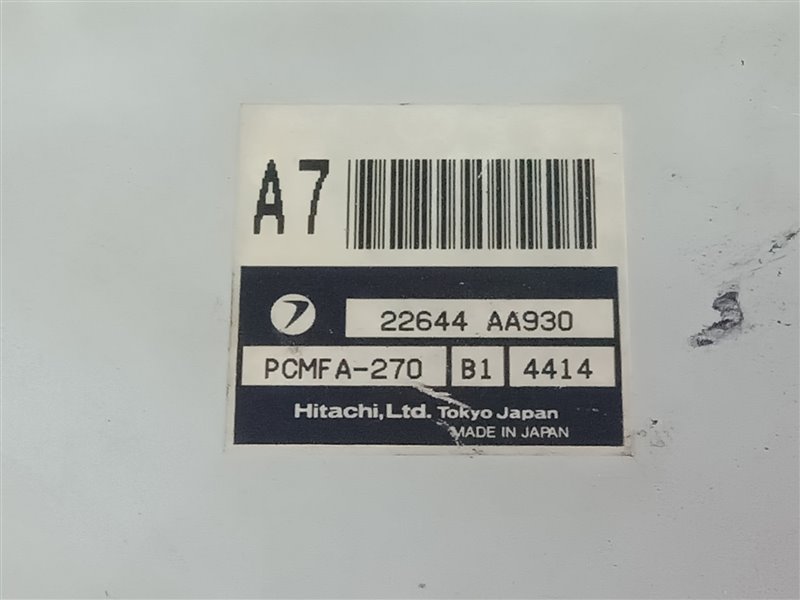 A7
22644 AA930
PCMFA-270 B1 4414
Hitachi,Ltd. Tokyo Japan
MADE IN JAPAN